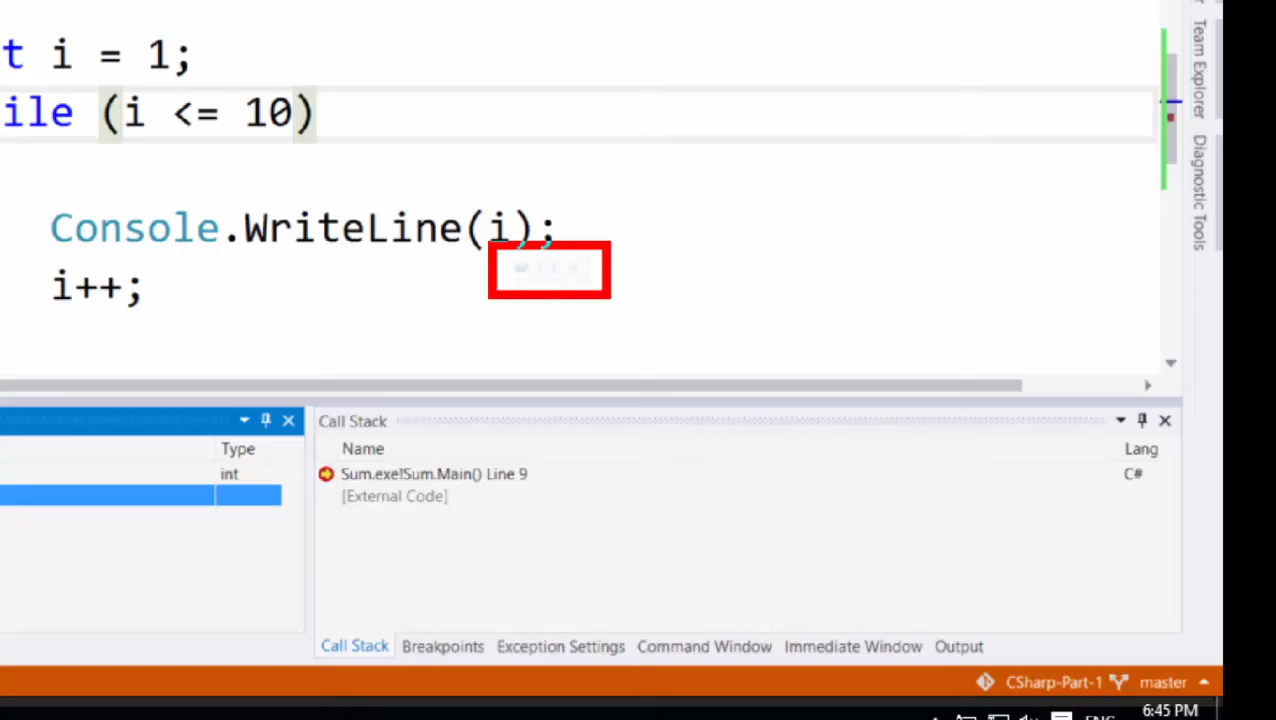 t i = 1;
ile (i <= 10)
Console.WriteLine(i);
i++;
Team Explorer
Diagnostic Tools
Type
int
Call Stack
Name
Lang
Sum.exe!Sum.Main() Line 9
C#
[External Code]
Call Stack Breakpoints Exception Settings Command Window Immediate Window Output
CSharp-Part-1 master
ENG
6:45 PM